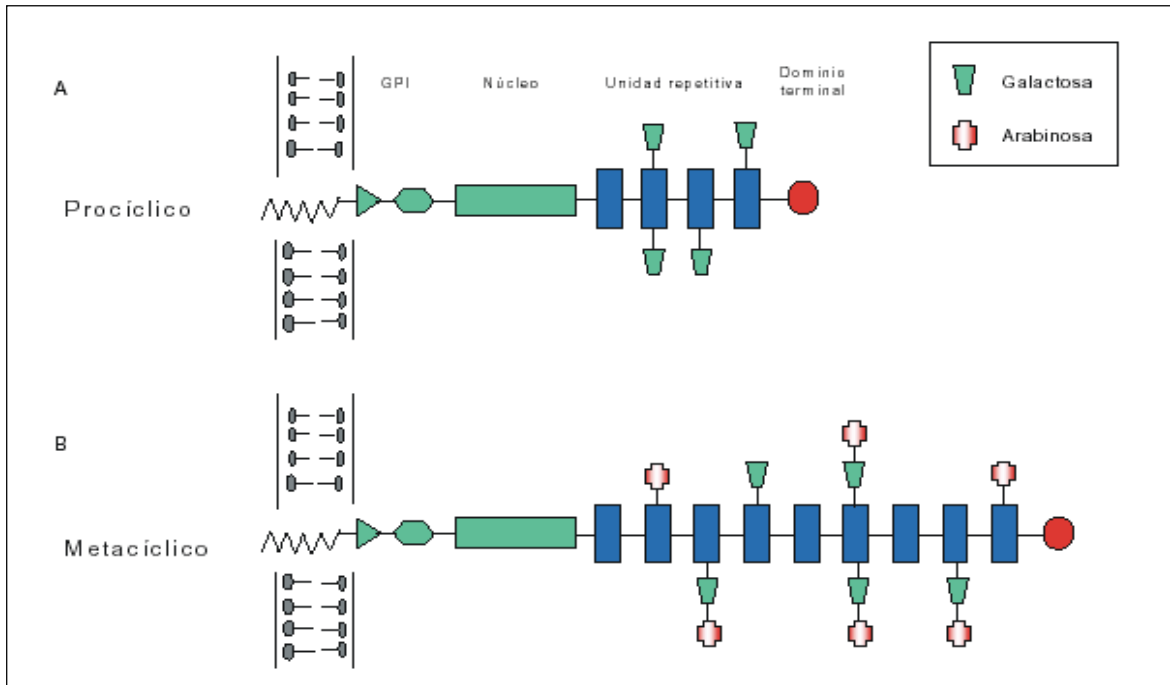 A
GPI
Núcleo
Unidad repetitiva
Dominio
terminal
Galactosa
Arabinosa
Procíclico
B
Metacíclico